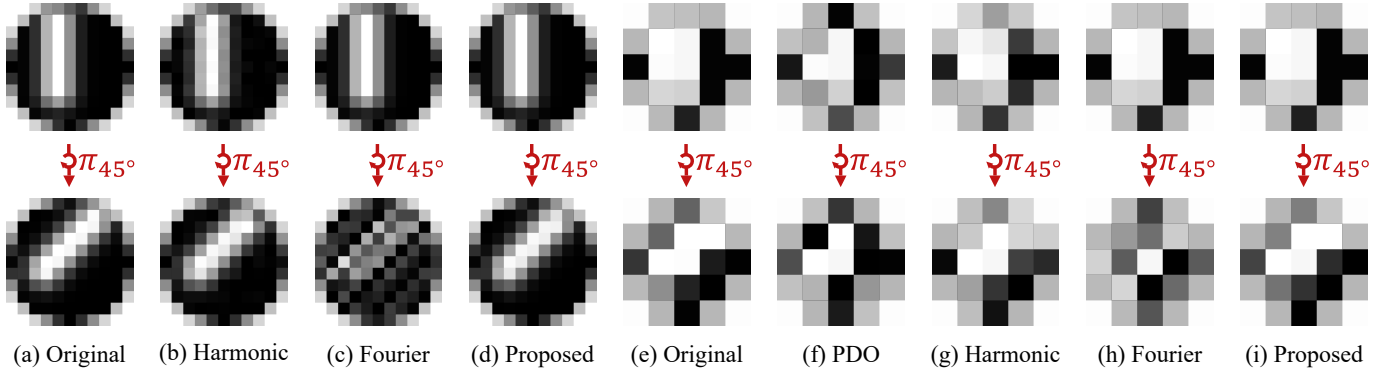 π45° π45° π45° π45° π45° π45° π45° π45° π45°
(a) Original (b) Harmonic (c) Fourier (d) Proposed (e) Original (f) PDO (g) Harmonic (h) Fourier (i) Proposed